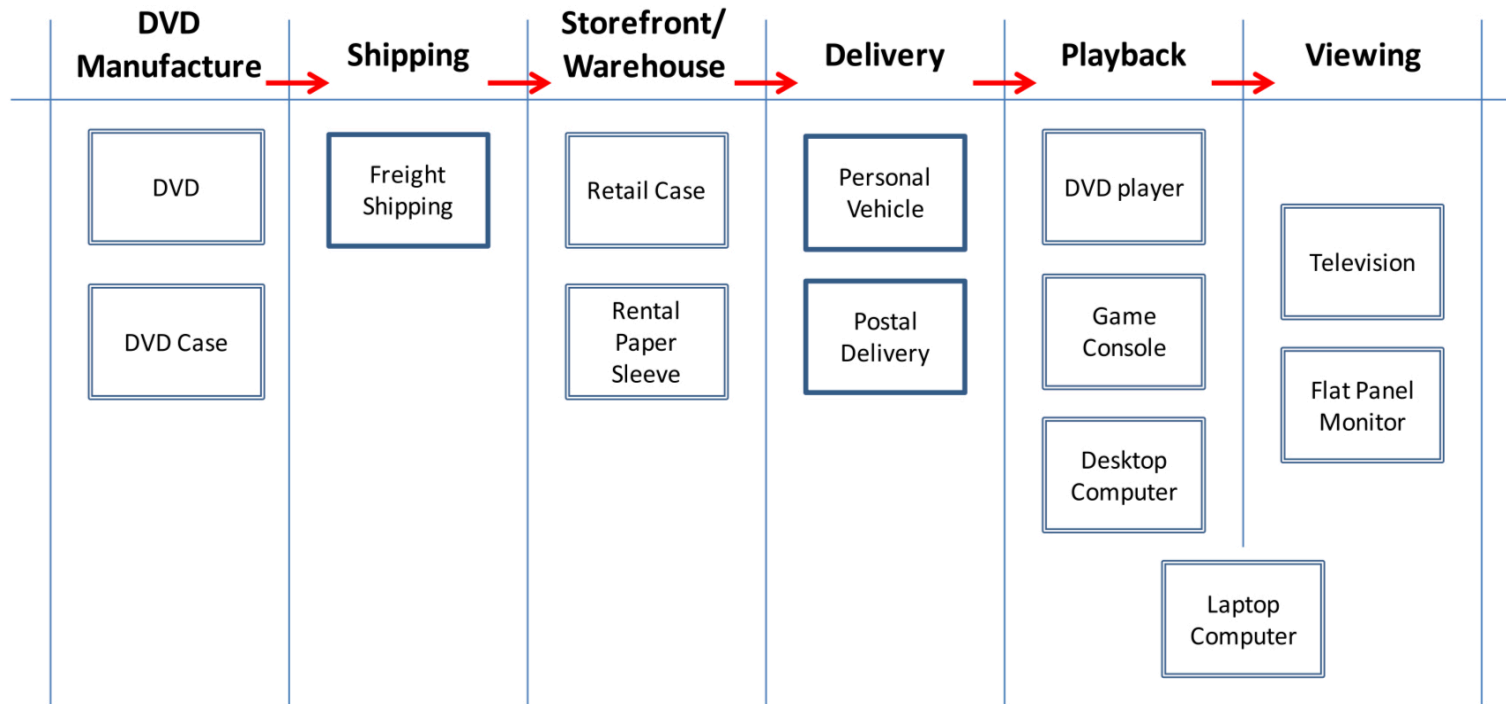 DVD
Manufacture
Shipping
Storefront/
Warehouse
Delivery
Playback
Viewing
DVD
DVD Case
Freight
Shipping
Retail Case
Rental
Paper
Sleeve
Personal
Vehicle
Postal
Delivery
DVD player
Game
Console
Desktop
Computer
Television
Flat Panel
Monitor
Laptop
Computer